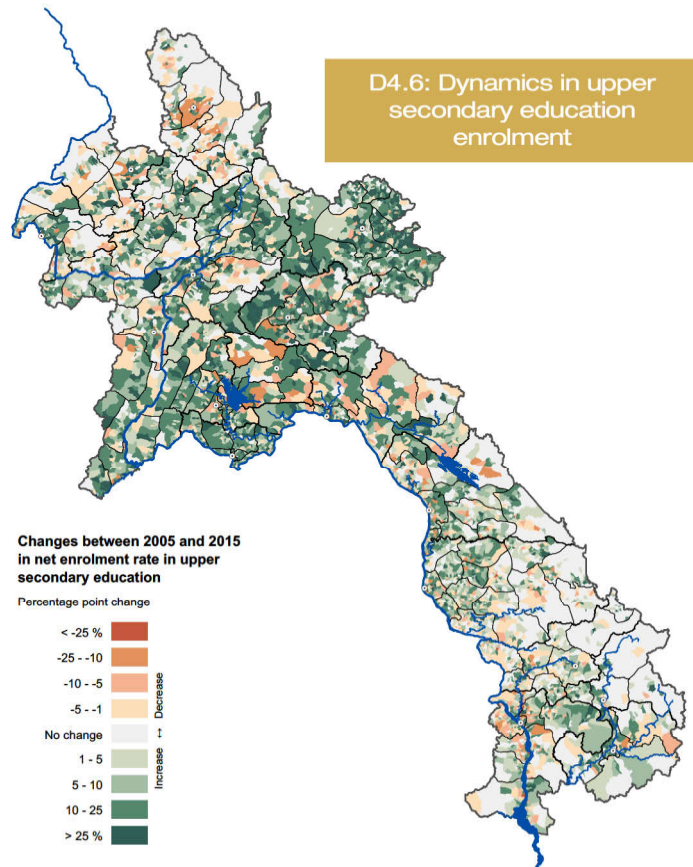 D4.6: Dynamics in upper
secondary education
enrolment
Changes between 2005 and 2015
in net enrolment rate in upper
secondary education
Percentage point change
< -25 %
-25 - -10
-10 - -5
-5 - -1
No change
1 - 5
5 - 10
10 - 25
> 25 %
Decrease
↔
Increase